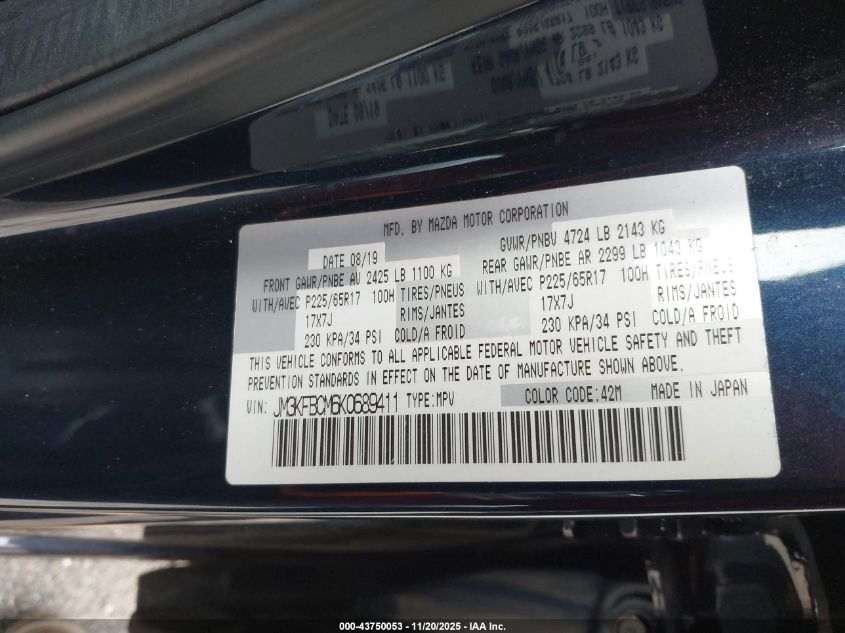 MFD. BY MAZDA MOTOR CORPORATION
DATE 08/19
GVWR/PNBV 4724 LB 2143 KG
FRONT GAWR/PNBE AV 2425 LB 1100 KG
REAR GAWR/PNBE AR 2299 LB 1043 KG
WITH/AVEC P225/65R17 100H TIRES/PNEUS
WITH/AVEC P225/65R17 100H TIRES/PNEUS
17X7J RIMS/JANTES
17X7J RIMS/JANTES
230 KPA/34 PSI COLD/A FROID
230 KPA/34 PSI COLD/A FROID
THIS VEHICLE CONFORMS TO ALL APPLICABLE FEDERAL MOTOR VEHICLE SAFETY AND THEFT
PREVENTION STANDARDS IN EFFECT ON THE DATE OF MANUFACTURE SHOWN ABOVE.
VIN: JM3KFBCM6K0689411 TYPE:MPV COLOR CODE:42M MADE IN JAPAN
000-43750053 - 11/20/2025 - IAA Inc.